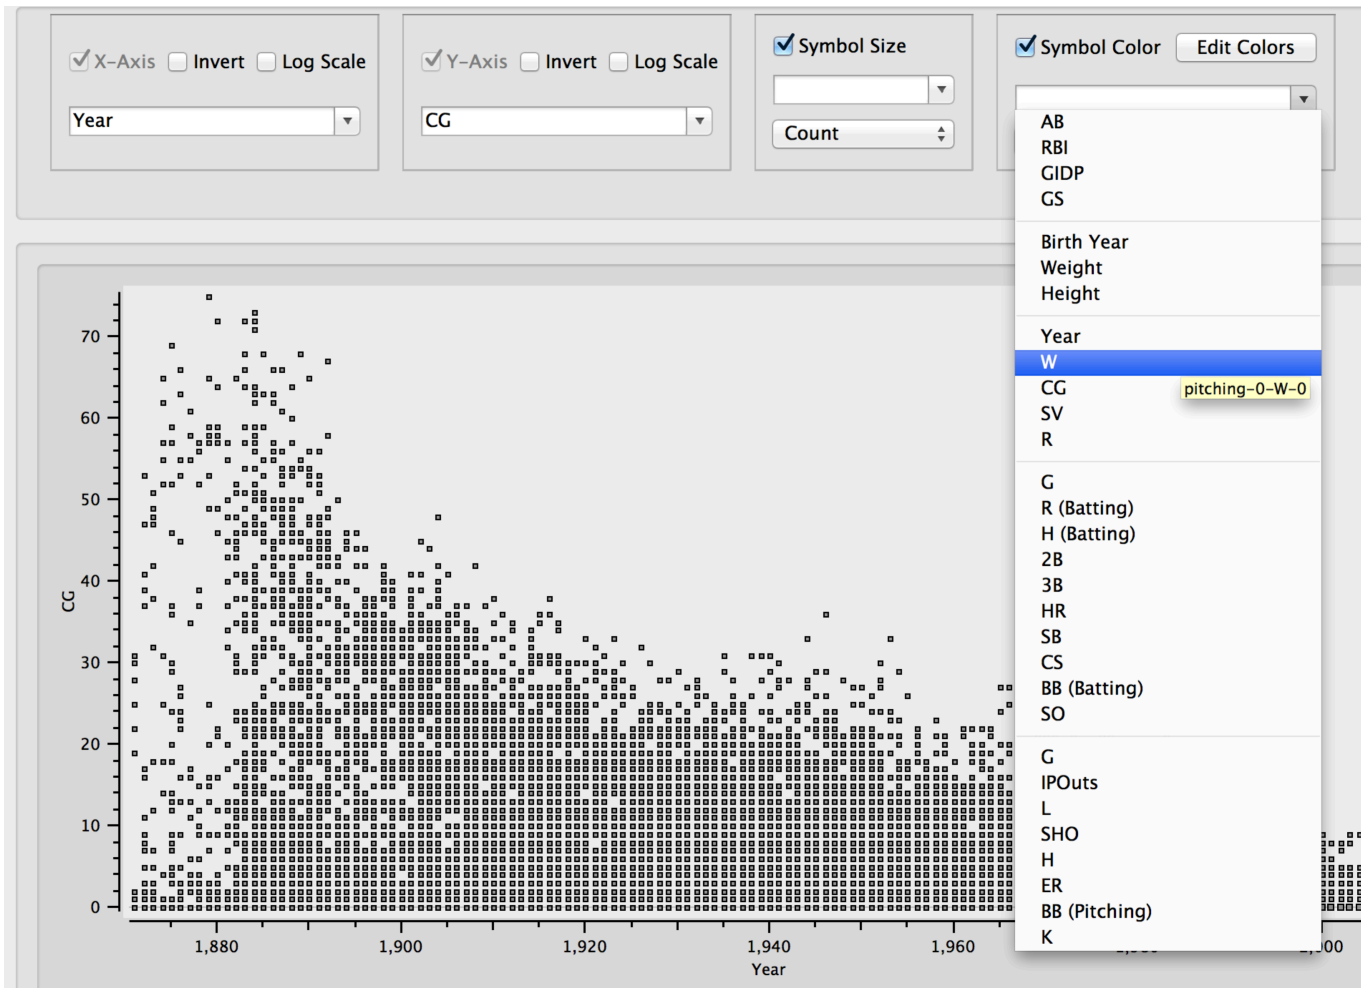 X-Axis Invert Log Scale
Year
Y-Axis Invert Log Scale
CG
Symbol Size
Count
Symbol Color Edit Colors
AB
RBI
GIDP
GS
Birth Year
Weight
Height
Year
W
CG pitching-0-W-0
SV
R
G
R (Batting)
H (Batting)
2B
3B
HR
SB
CS
BB (Batting)
SO
G
IPOuts
L
SHO
H
ER
BB (Pitching)
K
70
60
50
40
30
20
10
0
CG
1,880 1,900 1,920 1,940 1,960
Year